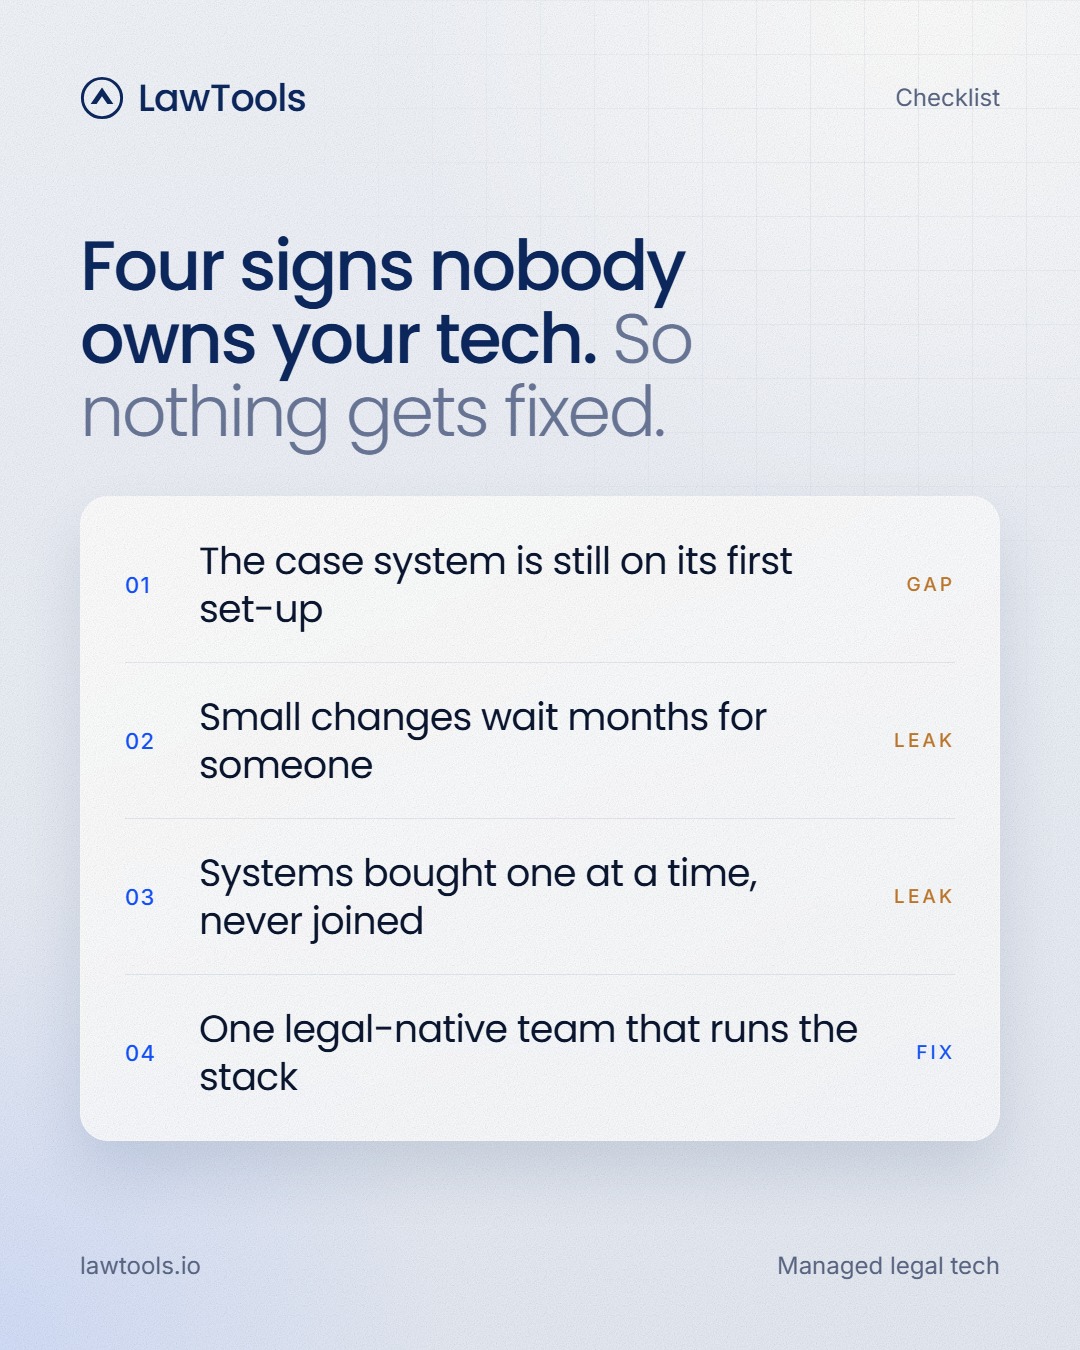 LawTools
Checklist
Four signs nobody
owns your tech. So
nothing gets fixed.
01
The case system is still on its first
set-up
GAP
02
Small changes wait months for
someone
LEAK
03
Systems bought one at a time,
never joined
LEAK
04
One legal-native team that runs the
stack
FIX
lawtools.io
Managed legal tech